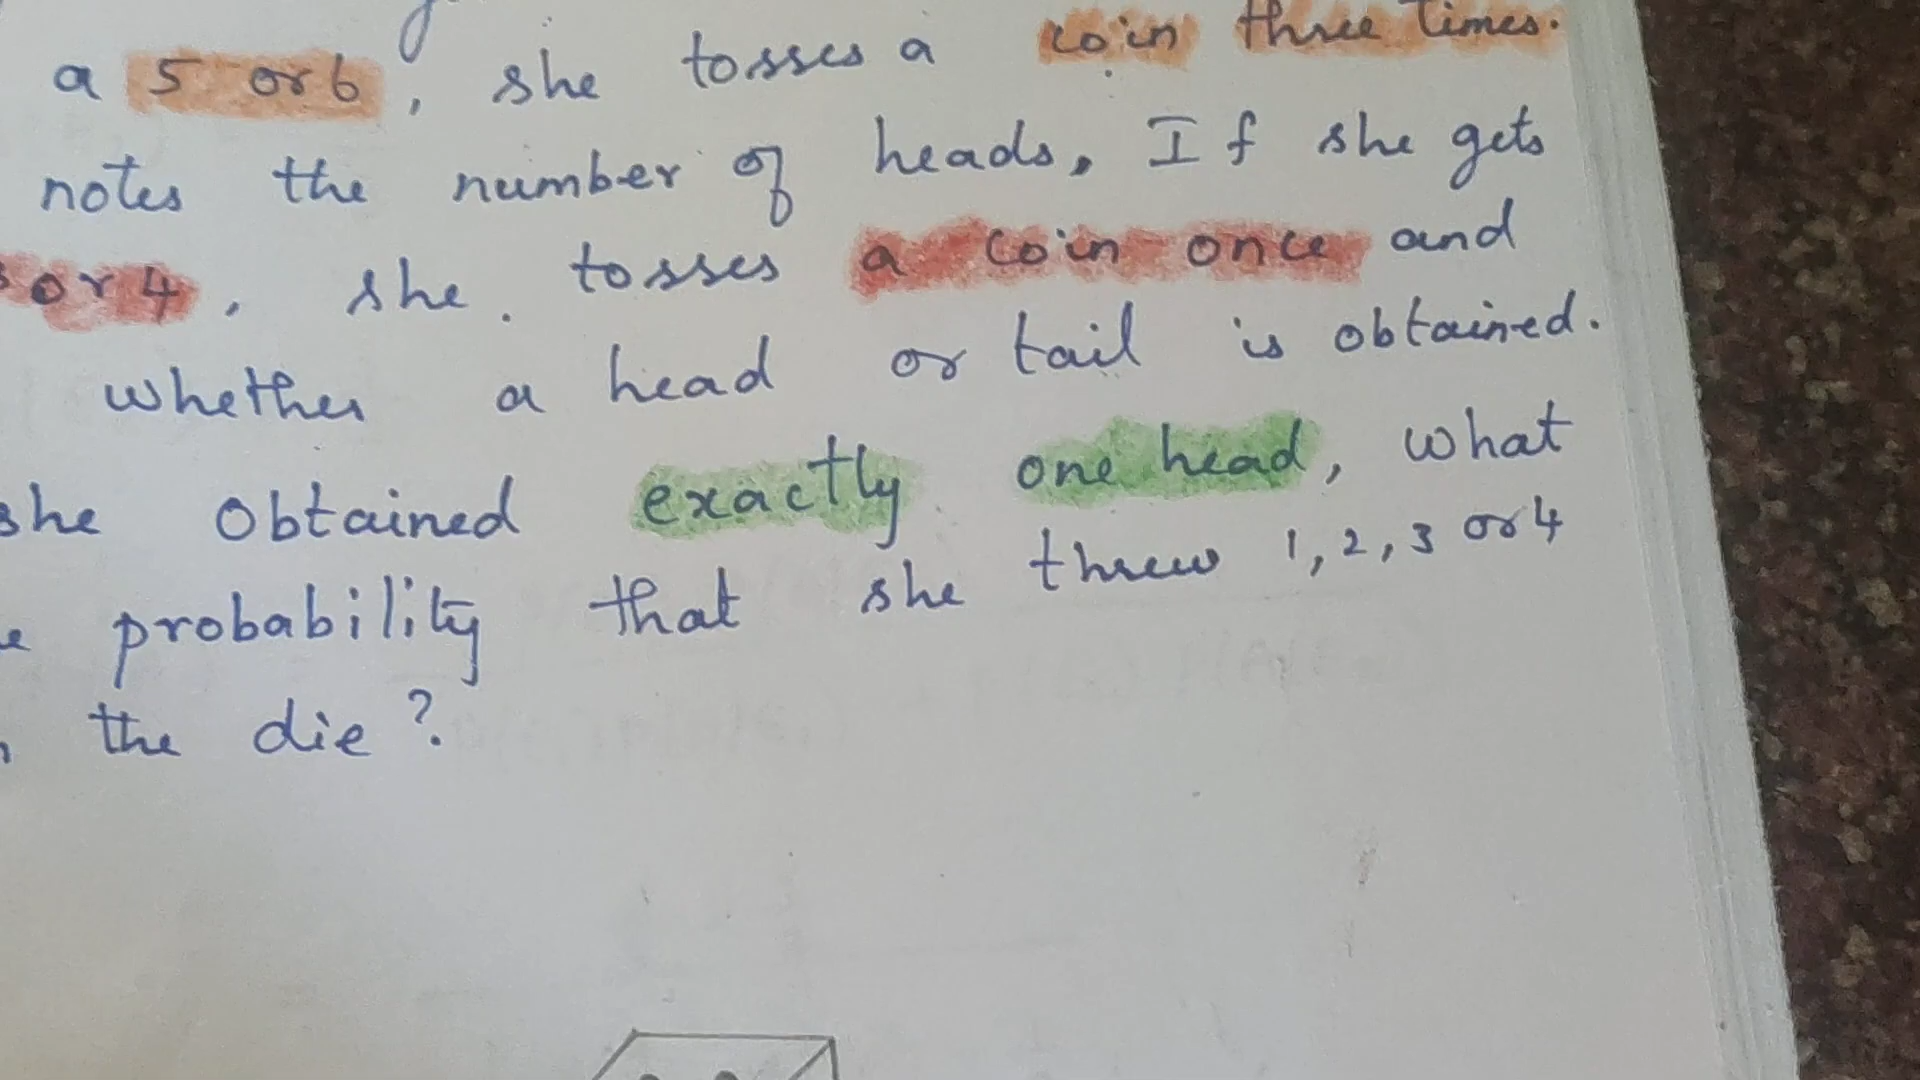 a 5 or 6, she tosses a coin three times.
notes the number of heads, If she gets
or 4, she tosses a coin once and
whether a head or tail is obtained.
she obtained exactly one head, what
probability that she threw 1, 2, 3 or 4
the die?